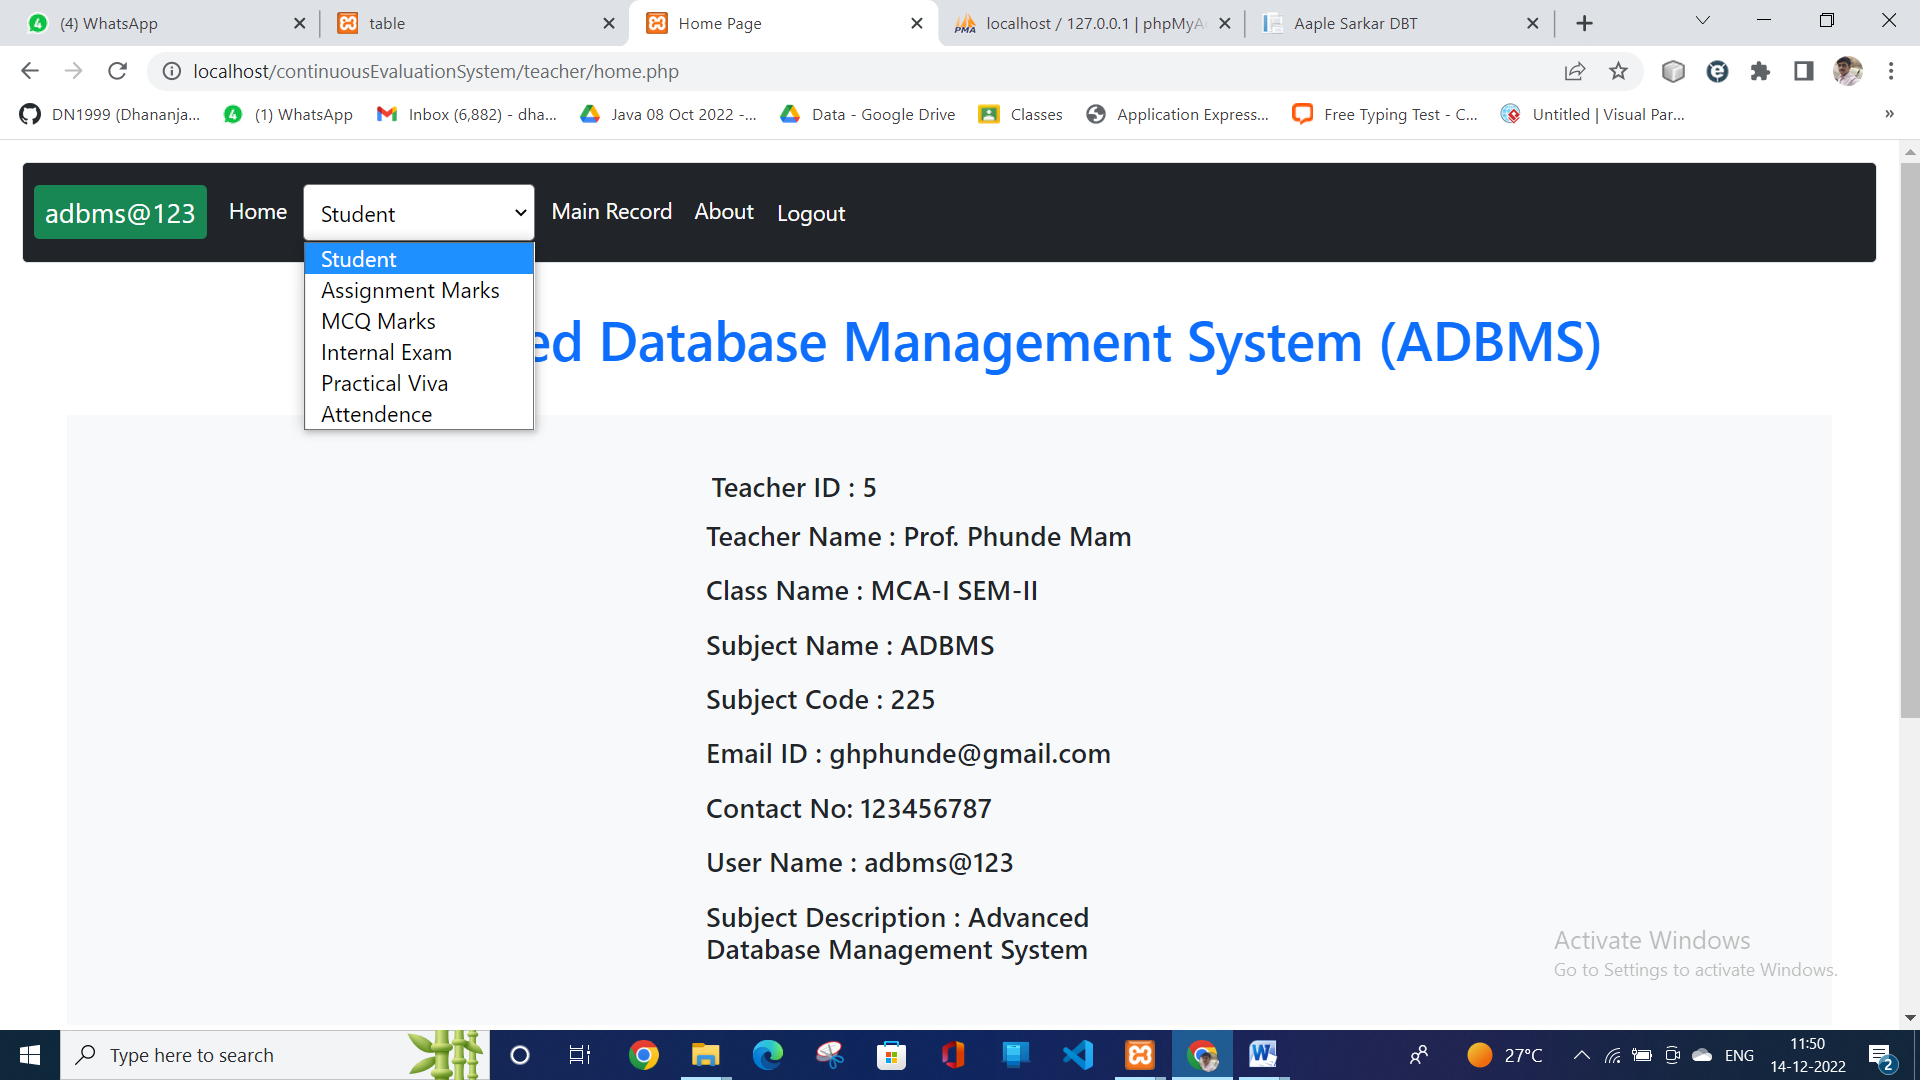 (4) WhatsApp
table
Home Page
localhost / 127.0.0.1 | phpMyA
Aaple Sarkar DBT
localhost/continuousEvaluationSystem/teacher/home.php
DN1999 (Dhananja...
(1) WhatsApp
Inbox (6,882) - dha...
Java 08 Oct 2022 -...
Data - Google Drive
Classes
Application Express...
Free Typing Test - C...
Untitled | Visual Par...
»
adbms@123
Home
Student
Main Record
About
Logout
Student
Assignment Marks
MCQ Marks
Internal Exam
Practical Viva
Attendence
ed Database Management System (ADBMS)
Teacher ID : 5
Teacher Name : Prof. Phunde Mam
Class Name : MCA-I SEM-II
Subject Name : ADBMS
Subject Code : 225
Email ID : ghphunde@gmail.com
Contact No: 123456787
User Name : adbms@123
Subject Description : Advanced
Database Management System
Activate Windows
Go to Settings to activate Windows.
Type here to search
27°C
ENG
11:50
14-12-2022
2